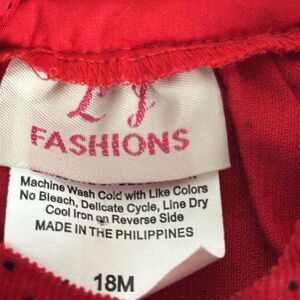 FASHIONS
Machine Wash Cold with Like Colors
No Bleach, Delicate Cycle, Line Dry
Cool Iron on Reverse Side
MADE IN THE PHILIPPINES
18M